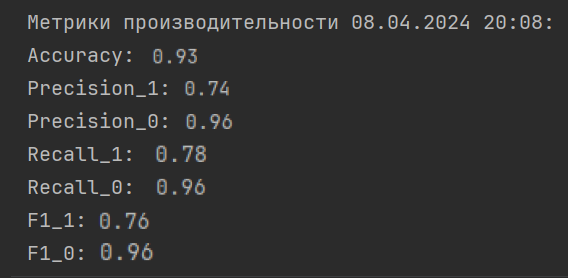 Метрики производительности 08.04.2024 20:08:
Accuracy: 0.93
Precision_1: 0.74
Precision_0: 0.96
Recall_1: 0.78
Recall_0: 0.96
F1_1: 0.76
F1_0: 0.96